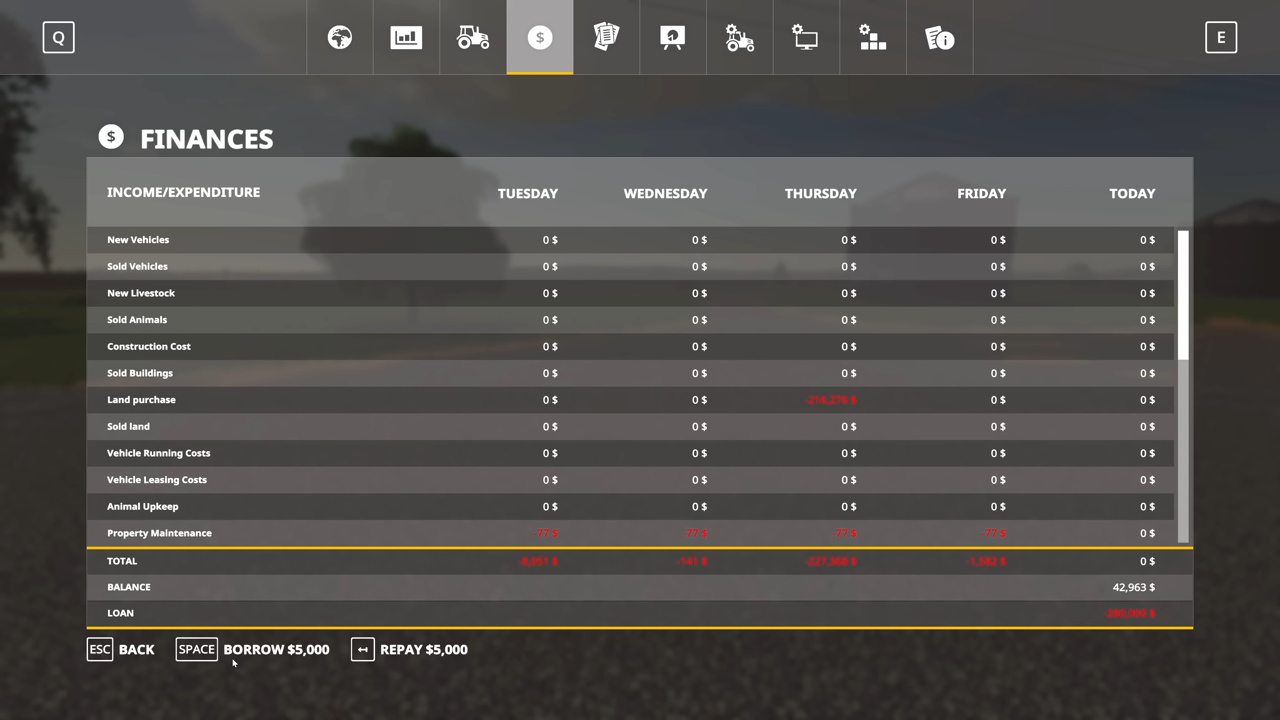 Q
$
E
$ FINANCES
INCOME/EXPENDITURE TUESDAY WEDNESDAY THURSDAY FRIDAY TODAY
New Vehicles 0 $ 0 $ 0 $ 0 $ 0 $
Sold Vehicles 0 $ 0 $ 0 $ 0 $ 0 $
New Livestock 0 $ 0 $ 0 $ 0 $ 0 $
Sold Animals 0 $ 0 $ 0 $ 0 $ 0 $
Construction Cost 0 $ 0 $ 0 $ 0 $ 0 $
Sold Buildings 0 $ 0 $ 0 $ 0 $ 0 $
Land purchase 0 $ 0 $ $ 0 $ 0 $
Sold land 0 $ 0 $ 0 $ 0 $ 0 $
Vehicle Running Costs 0 $ 0 $ 0 $ 0 $ 0 $
Vehicle Leasing Costs 0 $ 0 $ 0 $ 0 $ 0 $
Animal Upkeep 0 $ 0 $ 0 $ 0 $ 0 $
Property Maintenance -77 $ -77 $ -77 $ -77 $ 0 $
TOTAL $ -141 $ $ $ 0 $
BALANCE 42,963 $
LOAN -280,000 $
ESC BACK SPACE BORROW $5,000 ↔ REPAY $5,000